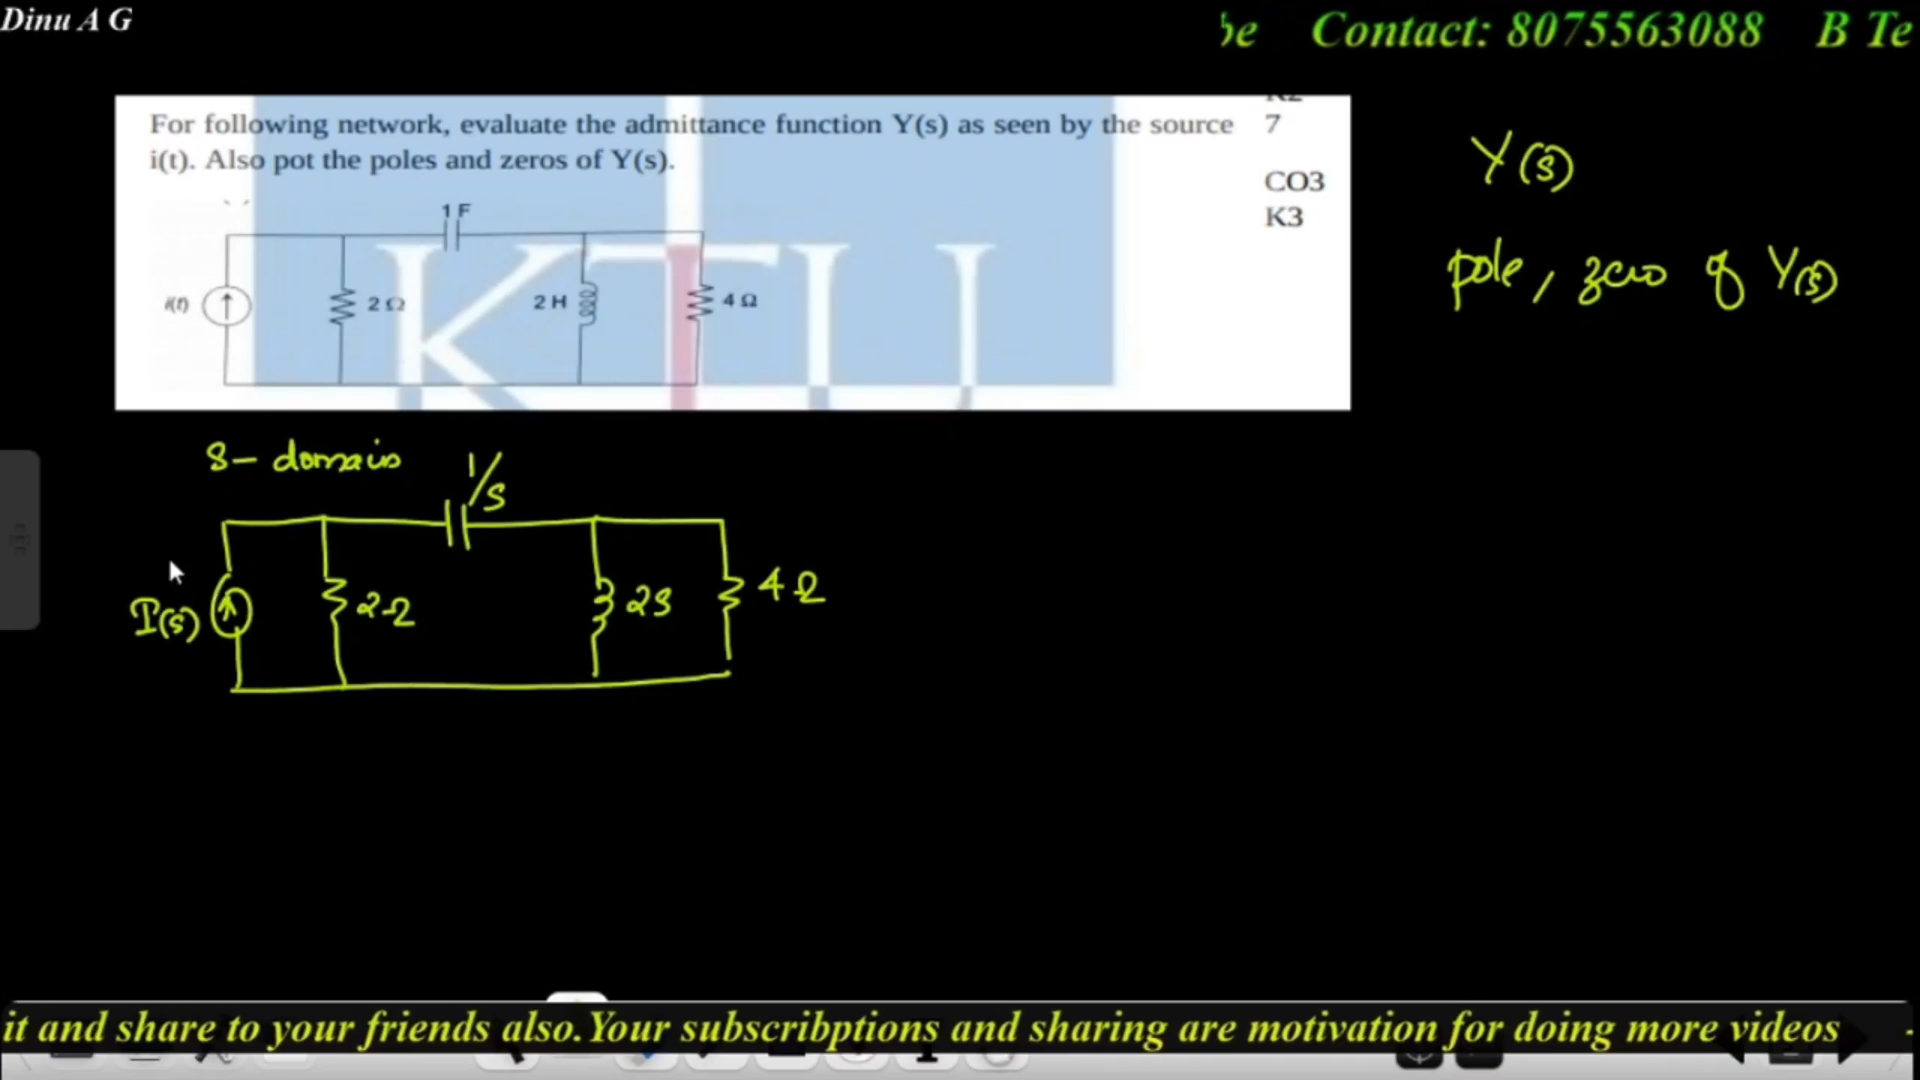 Dinu A G
be Contact: 8075563088 B Te
For following network, evaluate the admittance function Y(s) as seen by the source 7
i(t). Also pot the poles and zeros of Y(s).
CO3
K3
1 F
i(t)
2 Ω
2 H
4 Ω
KTU
Y(s)
pole, zero of Y(s)
S- domain
1/s
I(s)
2Ω
2s
4Ω
it and share to your friends also. Your subscribptions and sharing are motivation for doing more videos